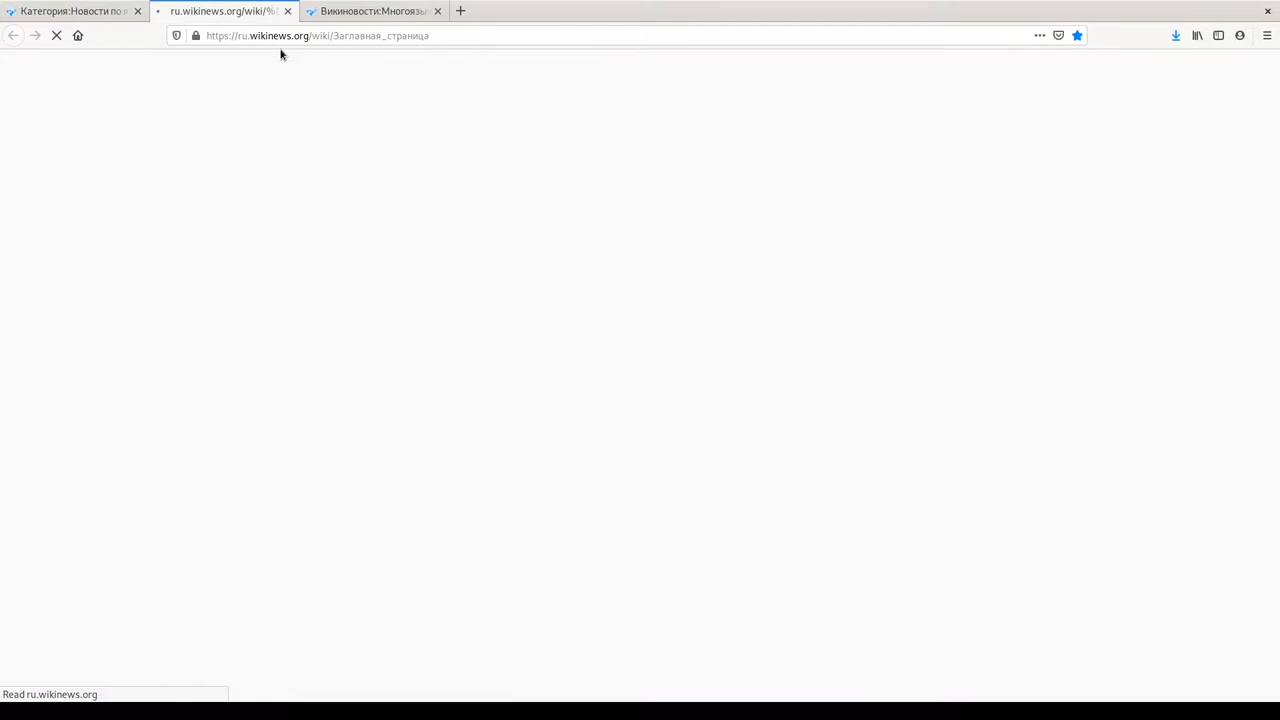 Категория:Новости по
ru.wikinews.org/wiki/%
Викиновости:Многоязы
https://ru.wikinews.org/wiki/Заглавная_страница
Read ru.wikinews.org